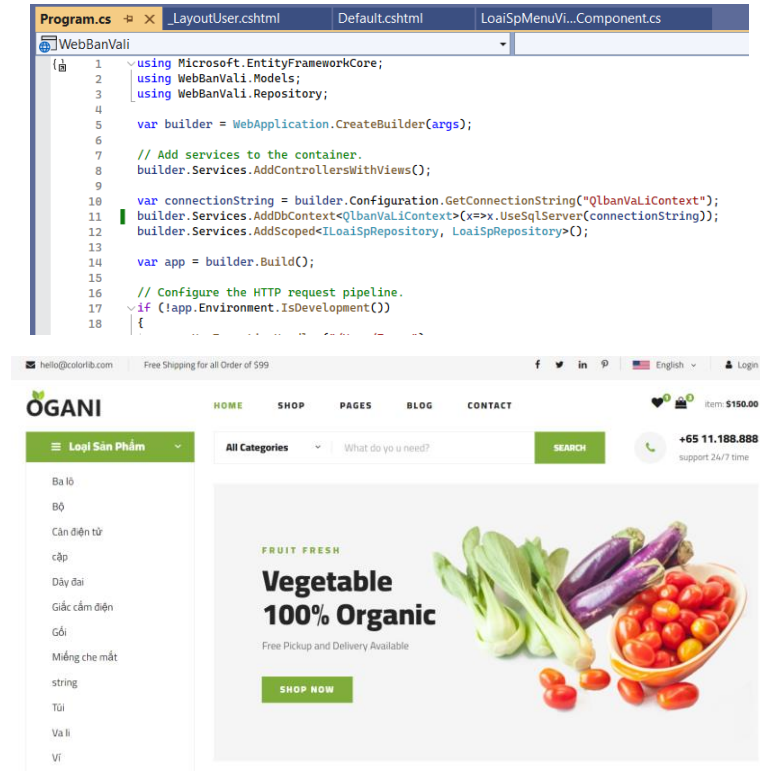 Program.cs
_LayoutUser.cshtml
Default.cshtml
LoaiSpMenuVi...Component.cs
WebBanVali
1 using Microsoft.EntityFrameworkCore;
2 using WebBanVali.Models;
3 using WebBanVali.Repository;
4
5 var builder = WebApplication.CreateBuilder(args);
6
7 // Add services to the container.
8 builder.Services.AddControllersWithViews();
9
10 var connectionString = builder.Configuration.GetConnectionString("QlbanVaLiContext");
11 builder.Services.AddDbContext<QlbanVaLiContext>(x=>x.UseSqlServer(connectionString));
12 builder.Services.AddScoped<ILoaiSpRepository, LoaiSpRepository>();
13
14 var app = builder.Build();
15
16 // Configure the HTTP request pipeline.
17 if (!app.Environment.IsDevelopment())
18 {
hello@colorlib.com Free Shipping for all Order of $99 English Login
OGANI HOME SHOP PAGES BLOG CONTACT 1 3 item: $150.00
Loại Sản Phẩm All Categories What do yo u need? SEARCH +65 11.188.888
support 24/7 time
Ba lô
Bộ
Cân điện tử
cặp
Dây đai
Giắc cắm điện
Gối
Miếng che mắt
string
Túi
Va li
Ví
FRUIT FRESH
Vegetable
100% Organic
Free Pickup and Delivery Available
SHOP NOW